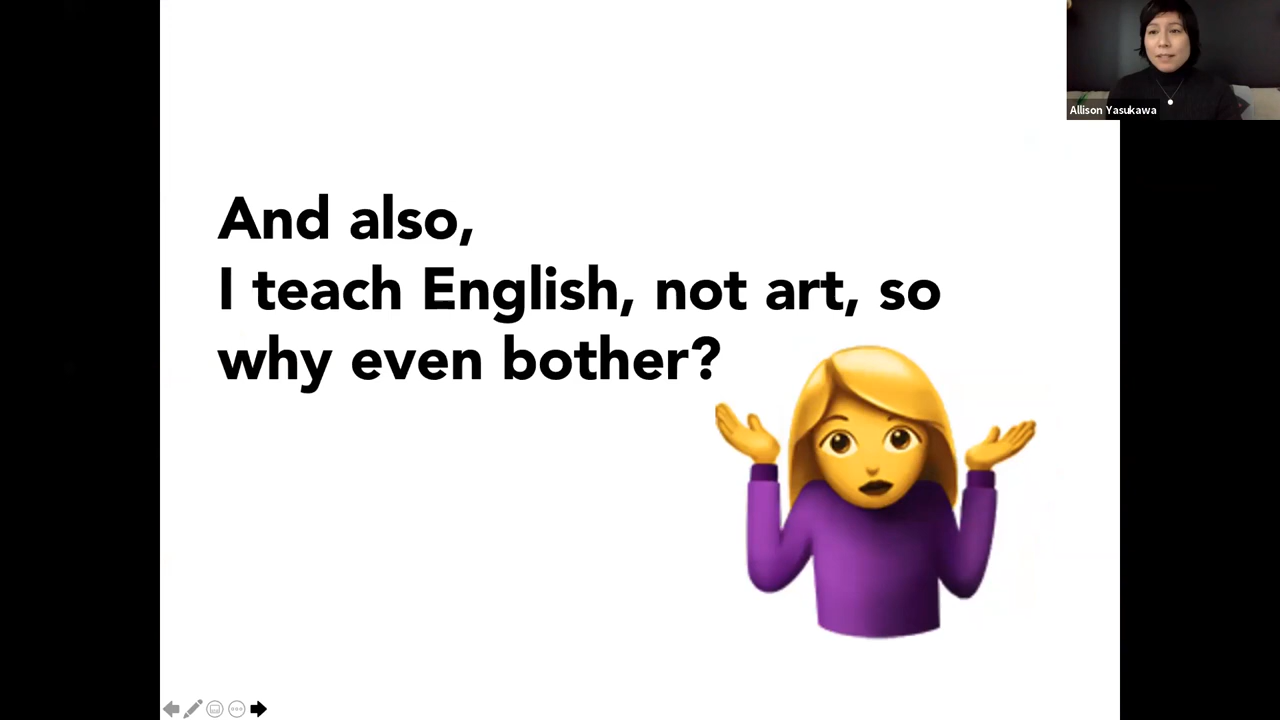 Allison Yasukawa
And also,
I teach English, not art, so
why even bother?